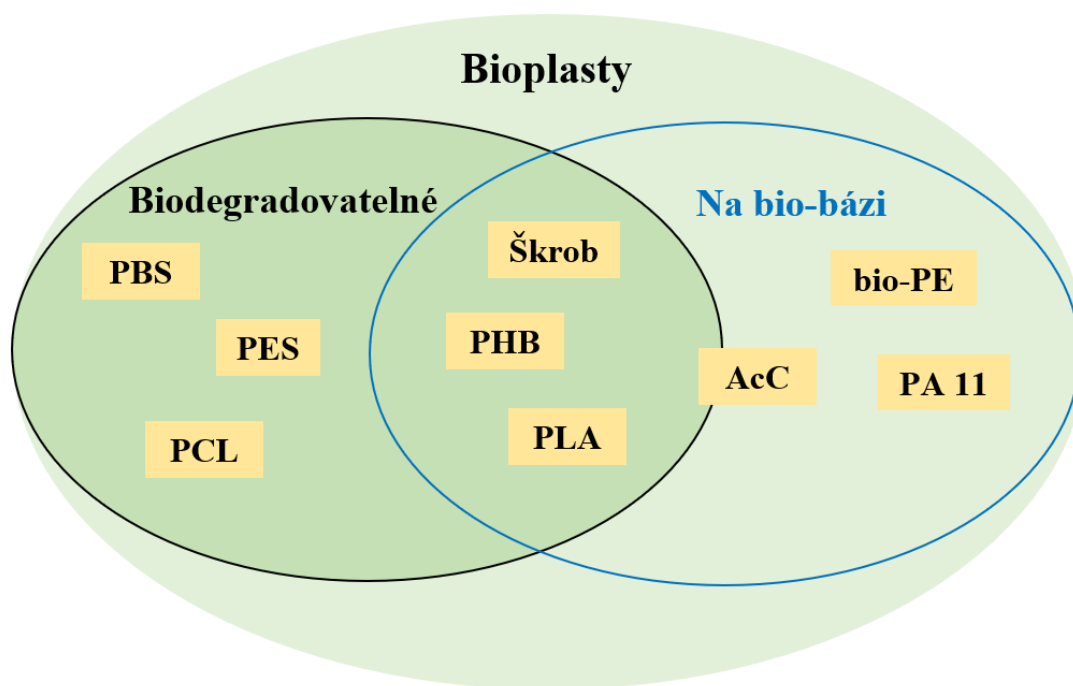 Bioplasty
Biodegradovatelné
Na bio-bázi
PBS
Škrob
bio-PE
PES
PHB
AcC
PA 11
PCL
PLA